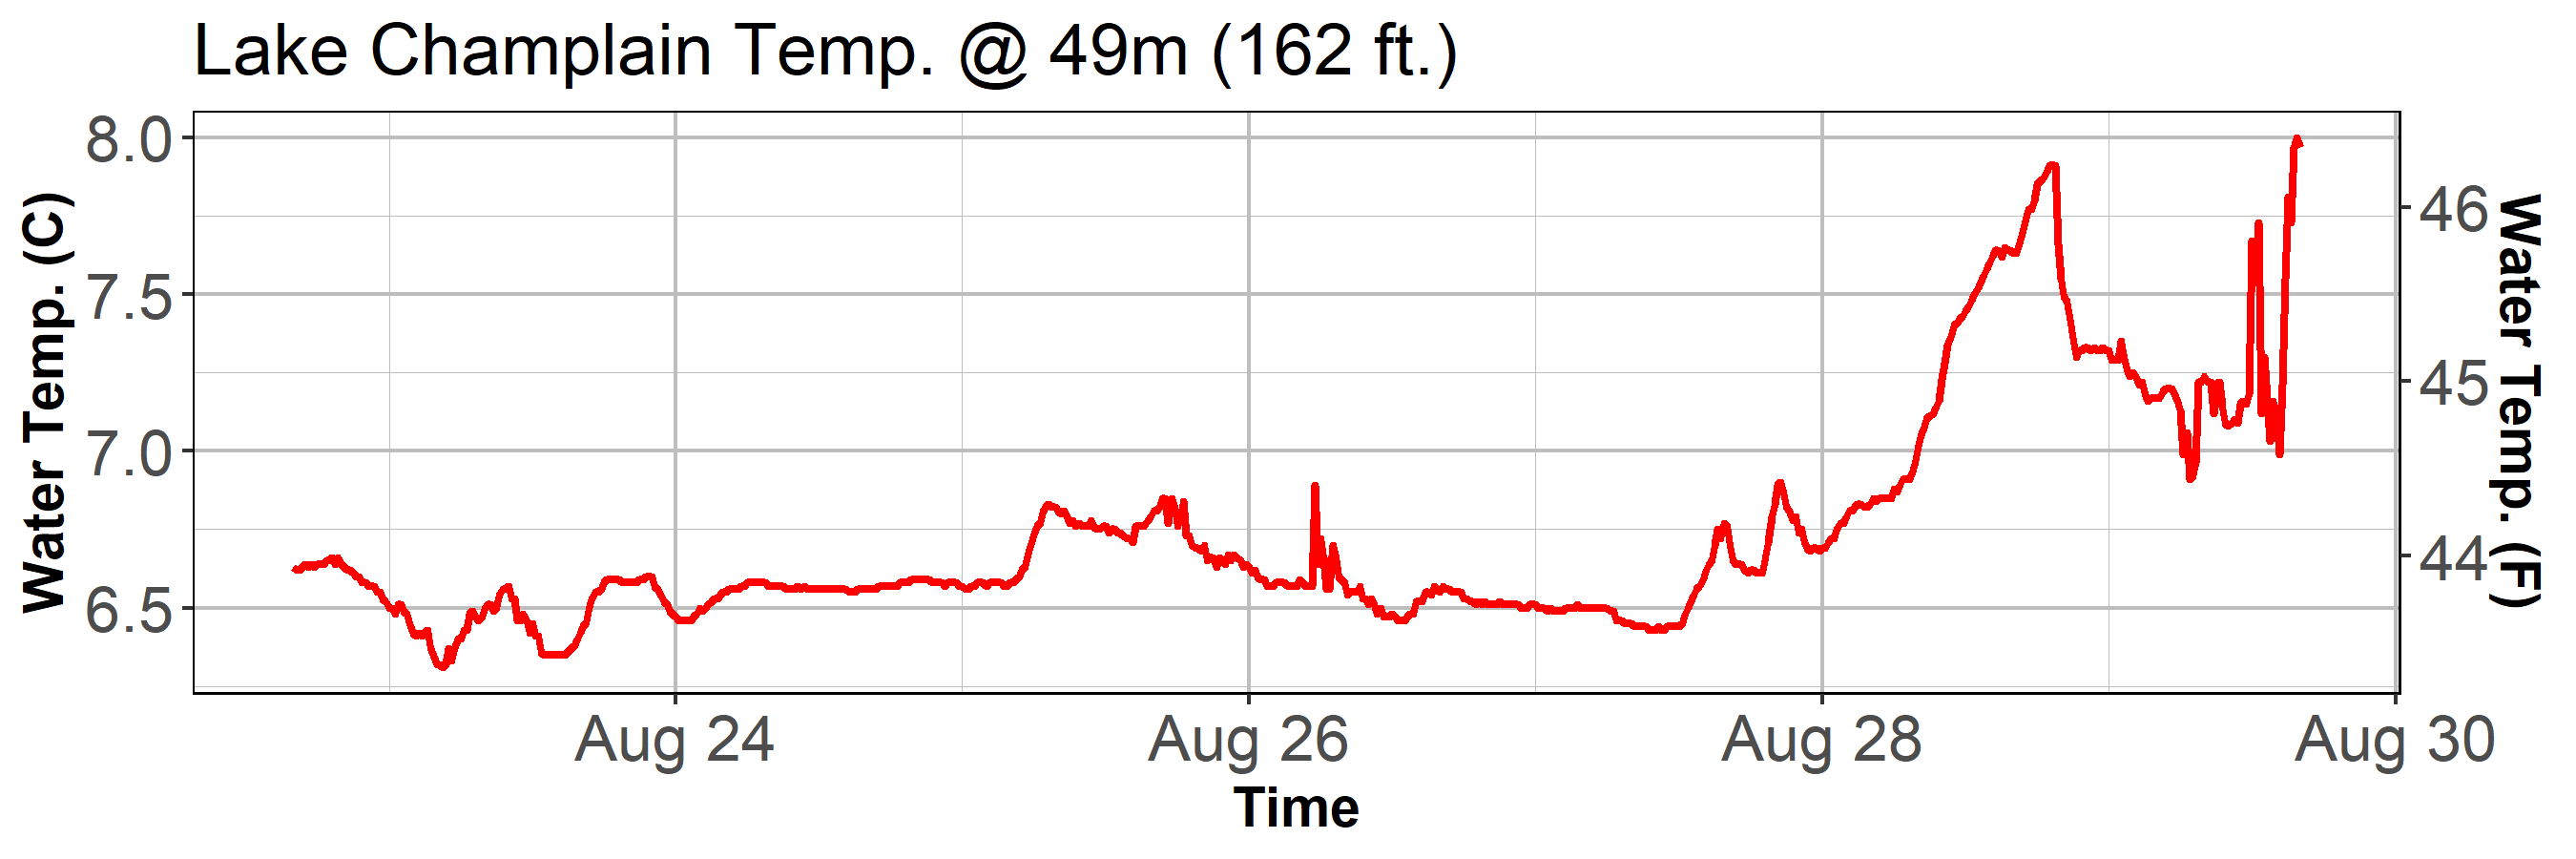 Lake Champlain Temp. @ 49m (162 ft.)
Water Temp. (C)
8.0
7.5
7.0
6.5
46
45
44
Water Temp. (F)
Aug 24 Aug 26 Aug 28 Aug 30
Time